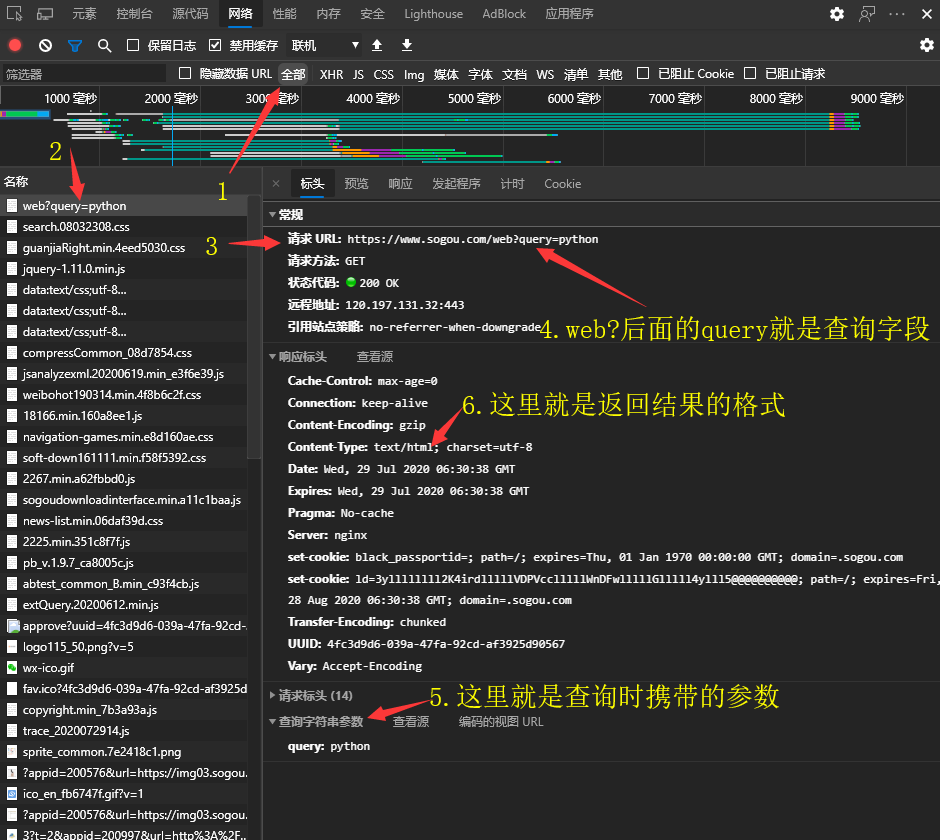 元素 控制台 源代码 网络 性能 内存 安全 Lighthouse AdBlock 应用程序
保留日志 禁用缓存 联机
筛选器 隐藏数据 URL 全部 XHR JS CSS Img 媒体 字体 文档 WS 清单 其他 已阻止 Cookie 已阻止请求
1000 毫秒 2000 毫秒 3000 毫秒 4000 毫秒 5000 毫秒 6000 毫秒 7000 毫秒 8000 毫秒 9000 毫秒
2
1
3
名称
web?query=python
search.08032308.css
guanjiaRight.min.4eed5030.css
jquery-1.11.0.min.js
data:text/css;utf-8...
data:text/css;utf-8...
data:text/css;utf-8...
compressCommon_08d7854.css
jsanalyzexml.20200619.min_e3f6e39.js
weibohot190314.min.4f8b6c2f.css
18166.min.160a8ee1.js
navigation-games.min.e8d160ae.css
soft-down161111.min.f58f5392.css
2267.min.a62fbbd0.js
sogoudownloadinterface.min.a11c1baa.js
news-list.min.06daf39d.css
2225.min.351c8f7f.js
pb_v.1.9.7_ca8005c.js
abtest_common_B.min_c93f4cb.js
extQuery.20200612.min.js
approve?uuid=4fc3d9d6-039a-47fa-92cd-
logo115_50.png?v=5
wx-ico.gif
fav.ico?4fc3d9d6-039a-47fa-92cd-af3925d
copyright.min_7b3a93a.js
trace_2020072914.js
sprite_common.7e2418c1.png
?appid=200576&url=https://img03.sogou.
ico_en_fb6747f.gif?v=1
?appid=200576&url=https://img03.sogou.
3?t=2&appid=200997&url=http%3A%2F...
标头 预览 响应 发起程序 计时 Cookie
常规
请求 URL: https://www.sogou.com/web?query=python
请求方法: GET
状态代码: 200 OK
远程地址: 120.197.131.32:443
引用站点策略: no-referrer-when-downgrade
4.web?后面的query就是查询字段
响应标头 查看源
Cache-Control: max-age=0
Connection: keep-alive
6.这里就是返回结果的格式
Content-Encoding: gzip
Content-Type: text/html; charset=utf-8
Date: Wed, 29 Jul 2020 06:30:38 GMT
Expires: Wed, 29 Jul 2020 06:30:38 GMT
Pragma: No-cache
Server: nginx
set-cookie: black_passportid=; path=/; expires=Thu, 01 Jan 1970 00:00:00 GMT; domain=.sogou.com
set-cookie: path=/; expires=Fri,
28 Aug 2020 06:30:38 GMT; domain=.sogou.com
Transfer-Encoding: chunked
UUID: 4fc3d9d6-039a-47fa-92cd-af3925d90567
Vary: Accept-Encoding
请求标头 (14)
5.这里就是查询时携带的参数
查询字符串参数 查看源 编码的视图 URL
query: python